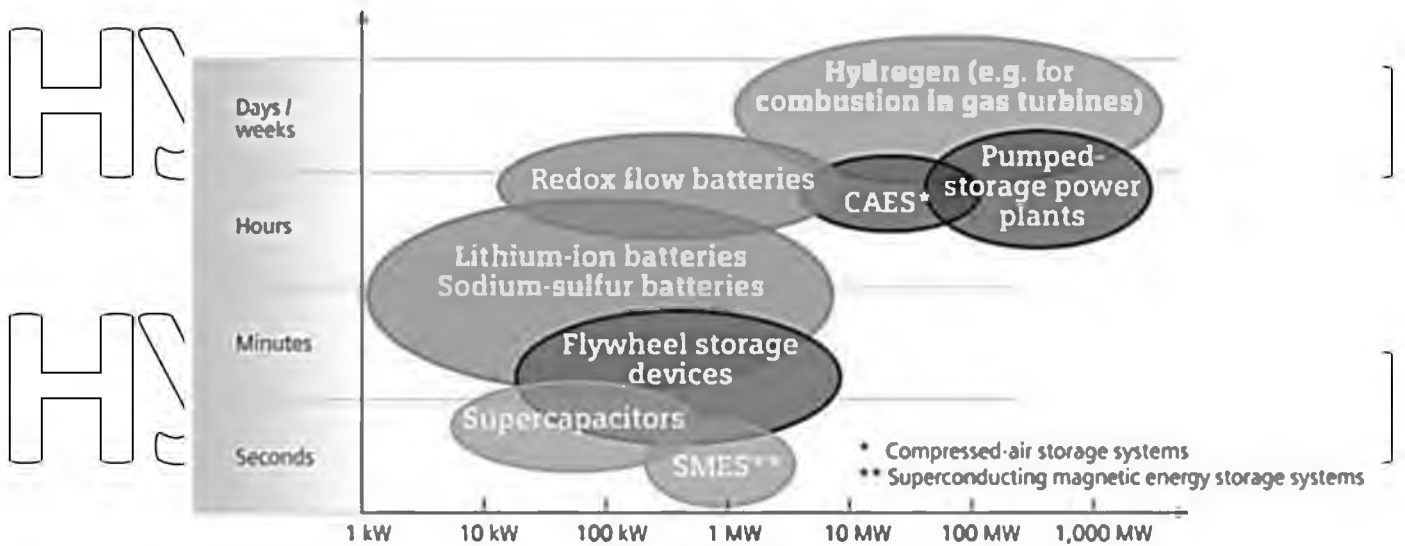 Hydrogen (e.g. for
combustion in gas turbines)
Days /
weeks
Redox flow batteries
CAES*
Pumped-
storage power
plants
Hours
Lithium-ion batteries
Sodium-sulfur batteries
Minutes
Flywheel storage
devices
Supercapacitors
Seconds
SMES**
* Compressed-air storage systems
** Superconducting magnetic energy storage systems
1 kW 10 kW 100 kW 1 MW 10 MW 100 MW 1,000 MW